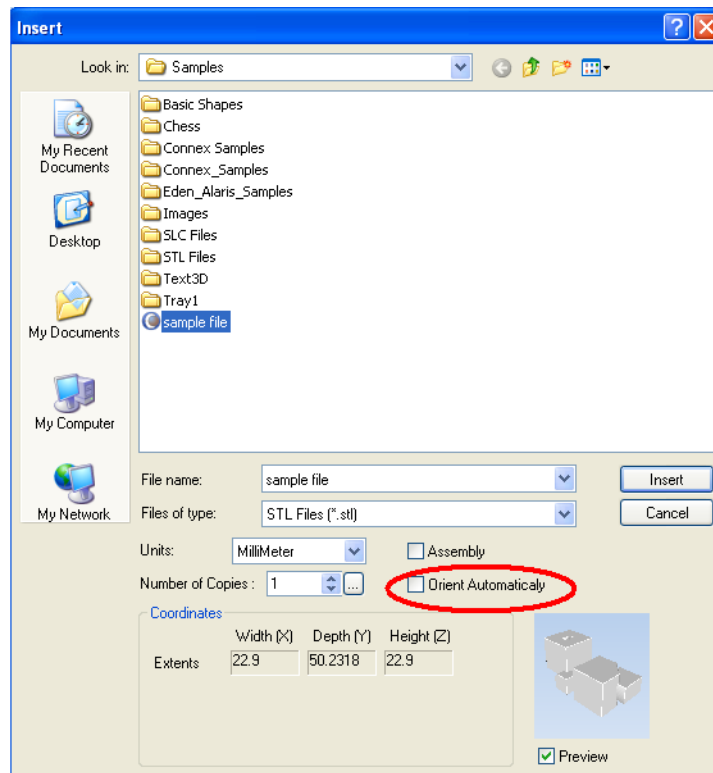 Insert
Look in: Samples
My Recent
Documents
Desktop
My Documents
My Computer
My Network
Basic Shapes
Chess
Connex Samples
Connex_Samples
Eden_Alaris_Samples
Images
SLC Files
STL Files
Text3D
Tray1
sample file
File name: sample file Insert
Files of type: STL Files (*.stl) Cancel
Units: MilliMeter Assembly
Number of Copies : 1 ... Orient Automaticaly
Coordinates
Width (X) Depth (Y) Height (Z)
Extents 22.9 50.2318 22.9
Preview